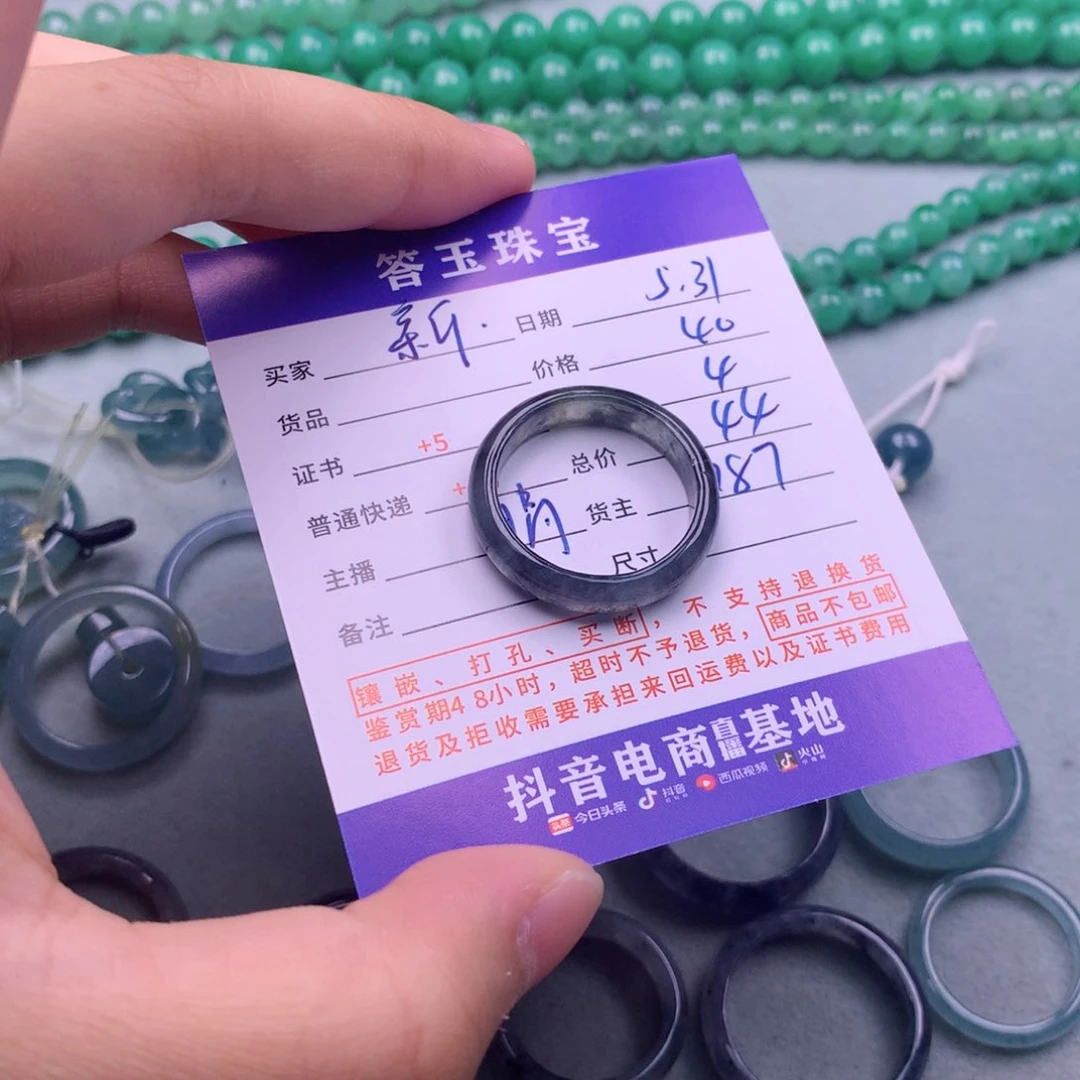 答玉珠宝
买家 新. 日期 5.31
货品 价格 40
证书 +5 4
普通快递 + 总价 44
主播 货主 187
备注 尺寸
镶嵌、打孔、买断，不支持退换货
鉴赏期48小时，超时不予退货，商品不包邮
退货及拒收需要承担来回运费以及证书费用
抖音电商直播基地
头条 今日头条 抖音 西瓜视频 火山